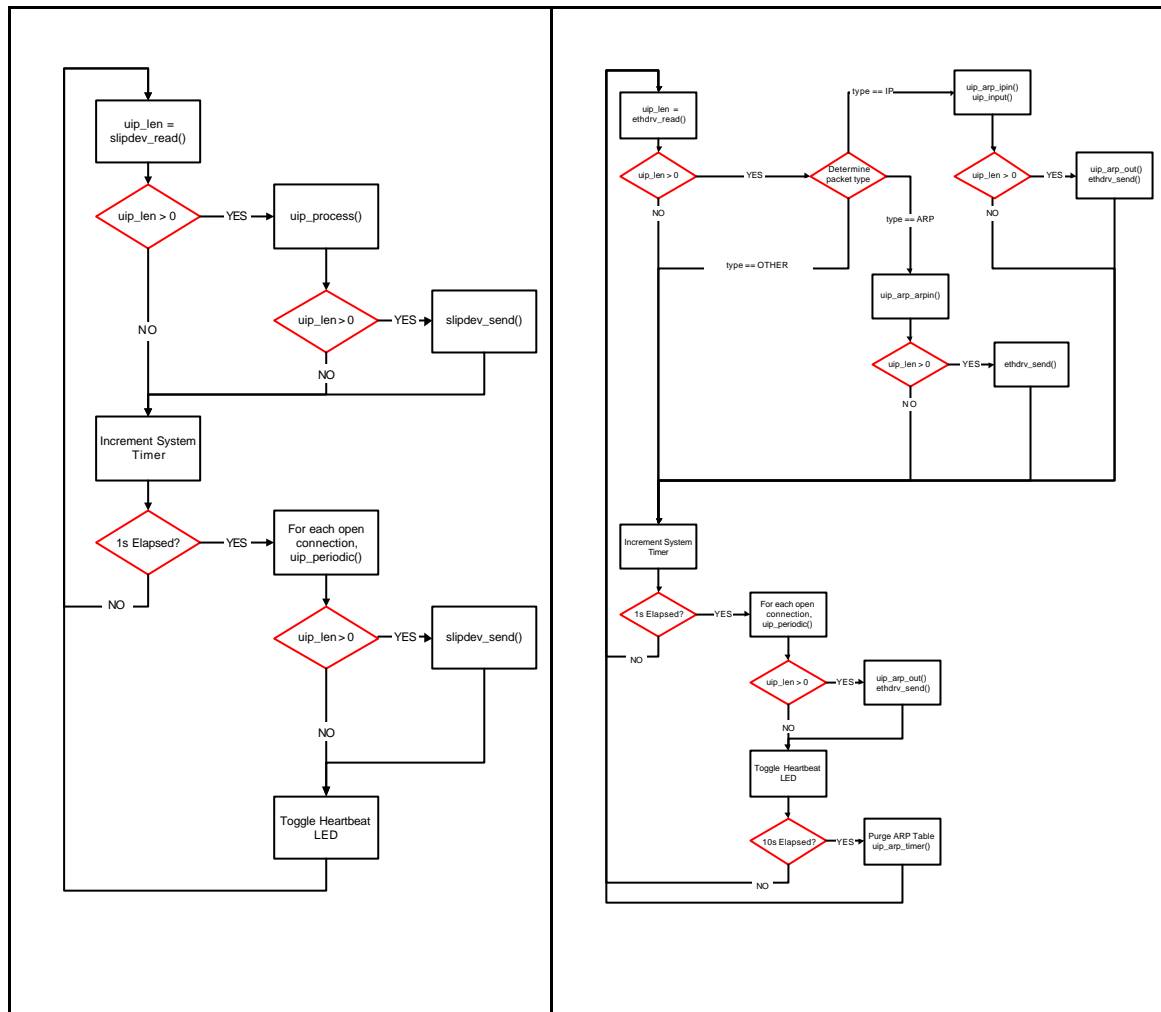 uip_len =
slipdev_read()
uip_len > 0
YES
uip_process()
NO
uip_len > 0
YES
slipdev_send()
NO
Increment System
Timer
1s Elapsed?
YES
For each open
connection,
uip_periodic()
NO
uip_len > 0
YES
slipdev_send()
NO
Toggle Heartbeat
LED
uip_len =
ethdrv_read()
type == IP
uip_arp_ipin()
uip_input()
uip_len > 0
YES
Determine
packet type
uip_len > 0
YES
uip_arp_out()
ethdrv_send()
NO
NO
type == ARP
type == OTHER
uip_arp_arpin()
uip_len > 0
YES
ethdrv_send()
NO
Increment System
Timer
1s Elapsed?
YES
For each open
connection,
uip_periodic()
NO
uip_len > 0
YES
uip_arp_out()
ethdrv_send()
NO
Toggle Heartbeat
LED
10s Elapsed?
YES
Purge ARP Table
uip_arp_timer()
NO